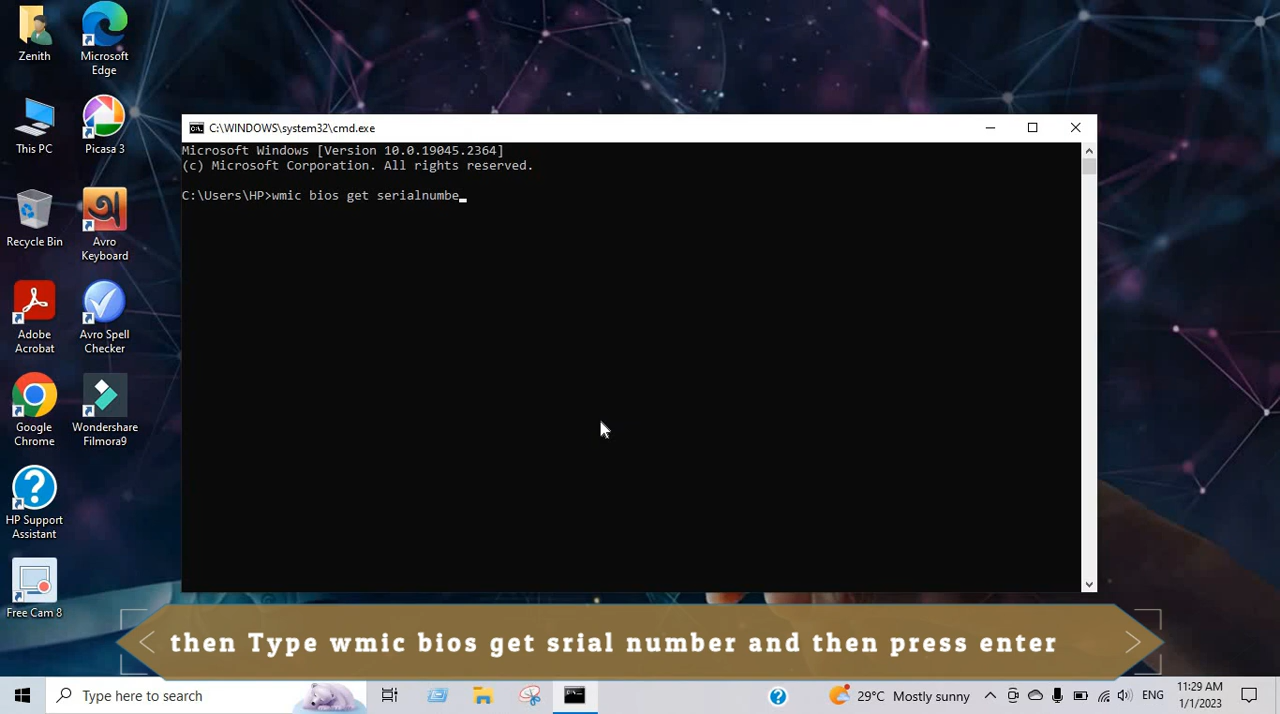 Zenith
Microsoft
Edge
This PC
Picasa 3
Recycle Bin
Avro
Keyboard
Adobe
Acrobat
Avro Spell
Checker
Google
Chrome
Wondershare
Filmora9
HP Support
Assistant
Free Cam 8
C:\WINDOWS\system32\cmd.exe
Microsoft Windows [Version 10.0.19045.2364]
(c) Microsoft Corporation. All rights reserved.
C:\Users\HP>wmic bios get serialnumbe
then Type wmic bios get srial number and then press enter
Type here to search
29°C Mostly sunny
ENG
11:29 AM
1/1/2023